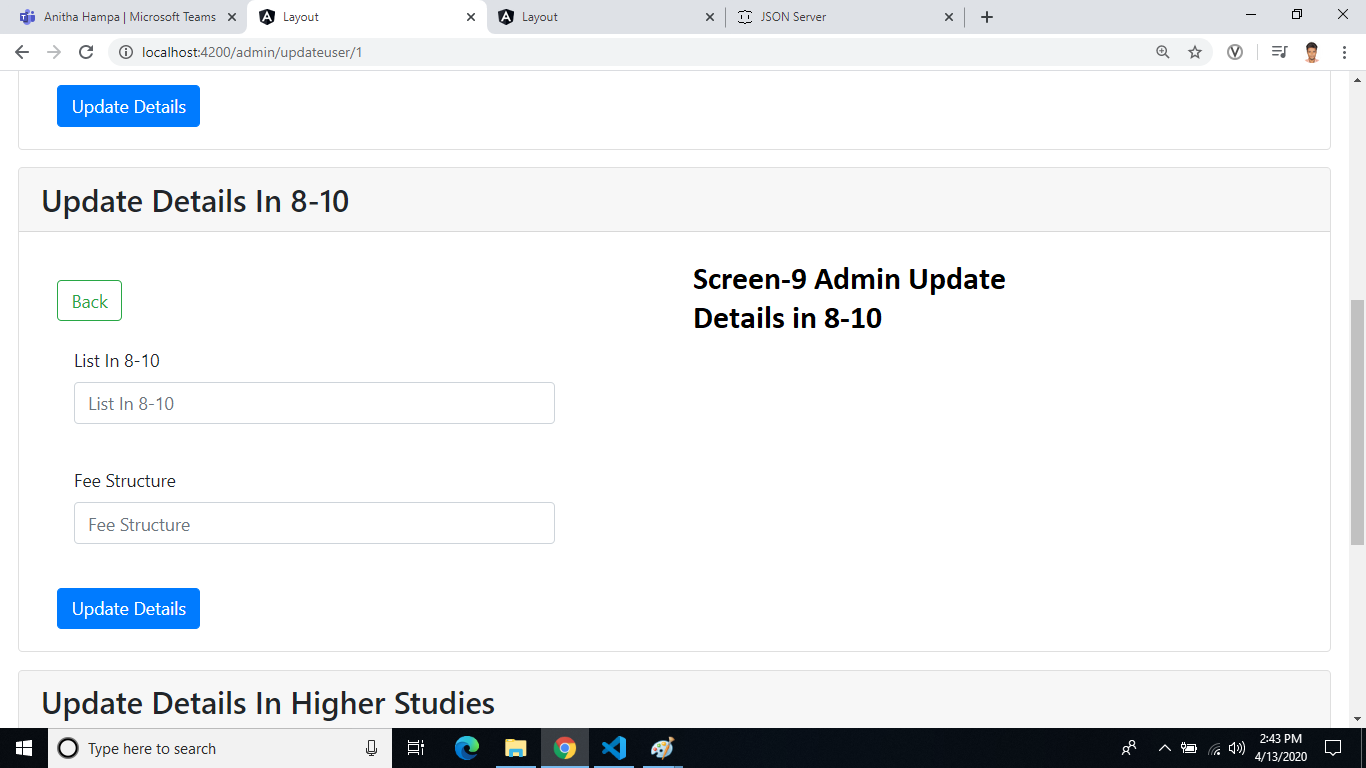 Anitha Hampa | Microsoft Teams
Layout
Layout
JSON Server
localhost:4200/admin/updateuser/1
Update Details
Update Details In 8-10
Screen-9 Admin Update
Details in 8-10
Back
List In 8-10
List In 8-10
Fee Structure
Fee Structure
Update Details
Update Details In Higher Studies
Type here to search
2:43 PM
4/13/2020